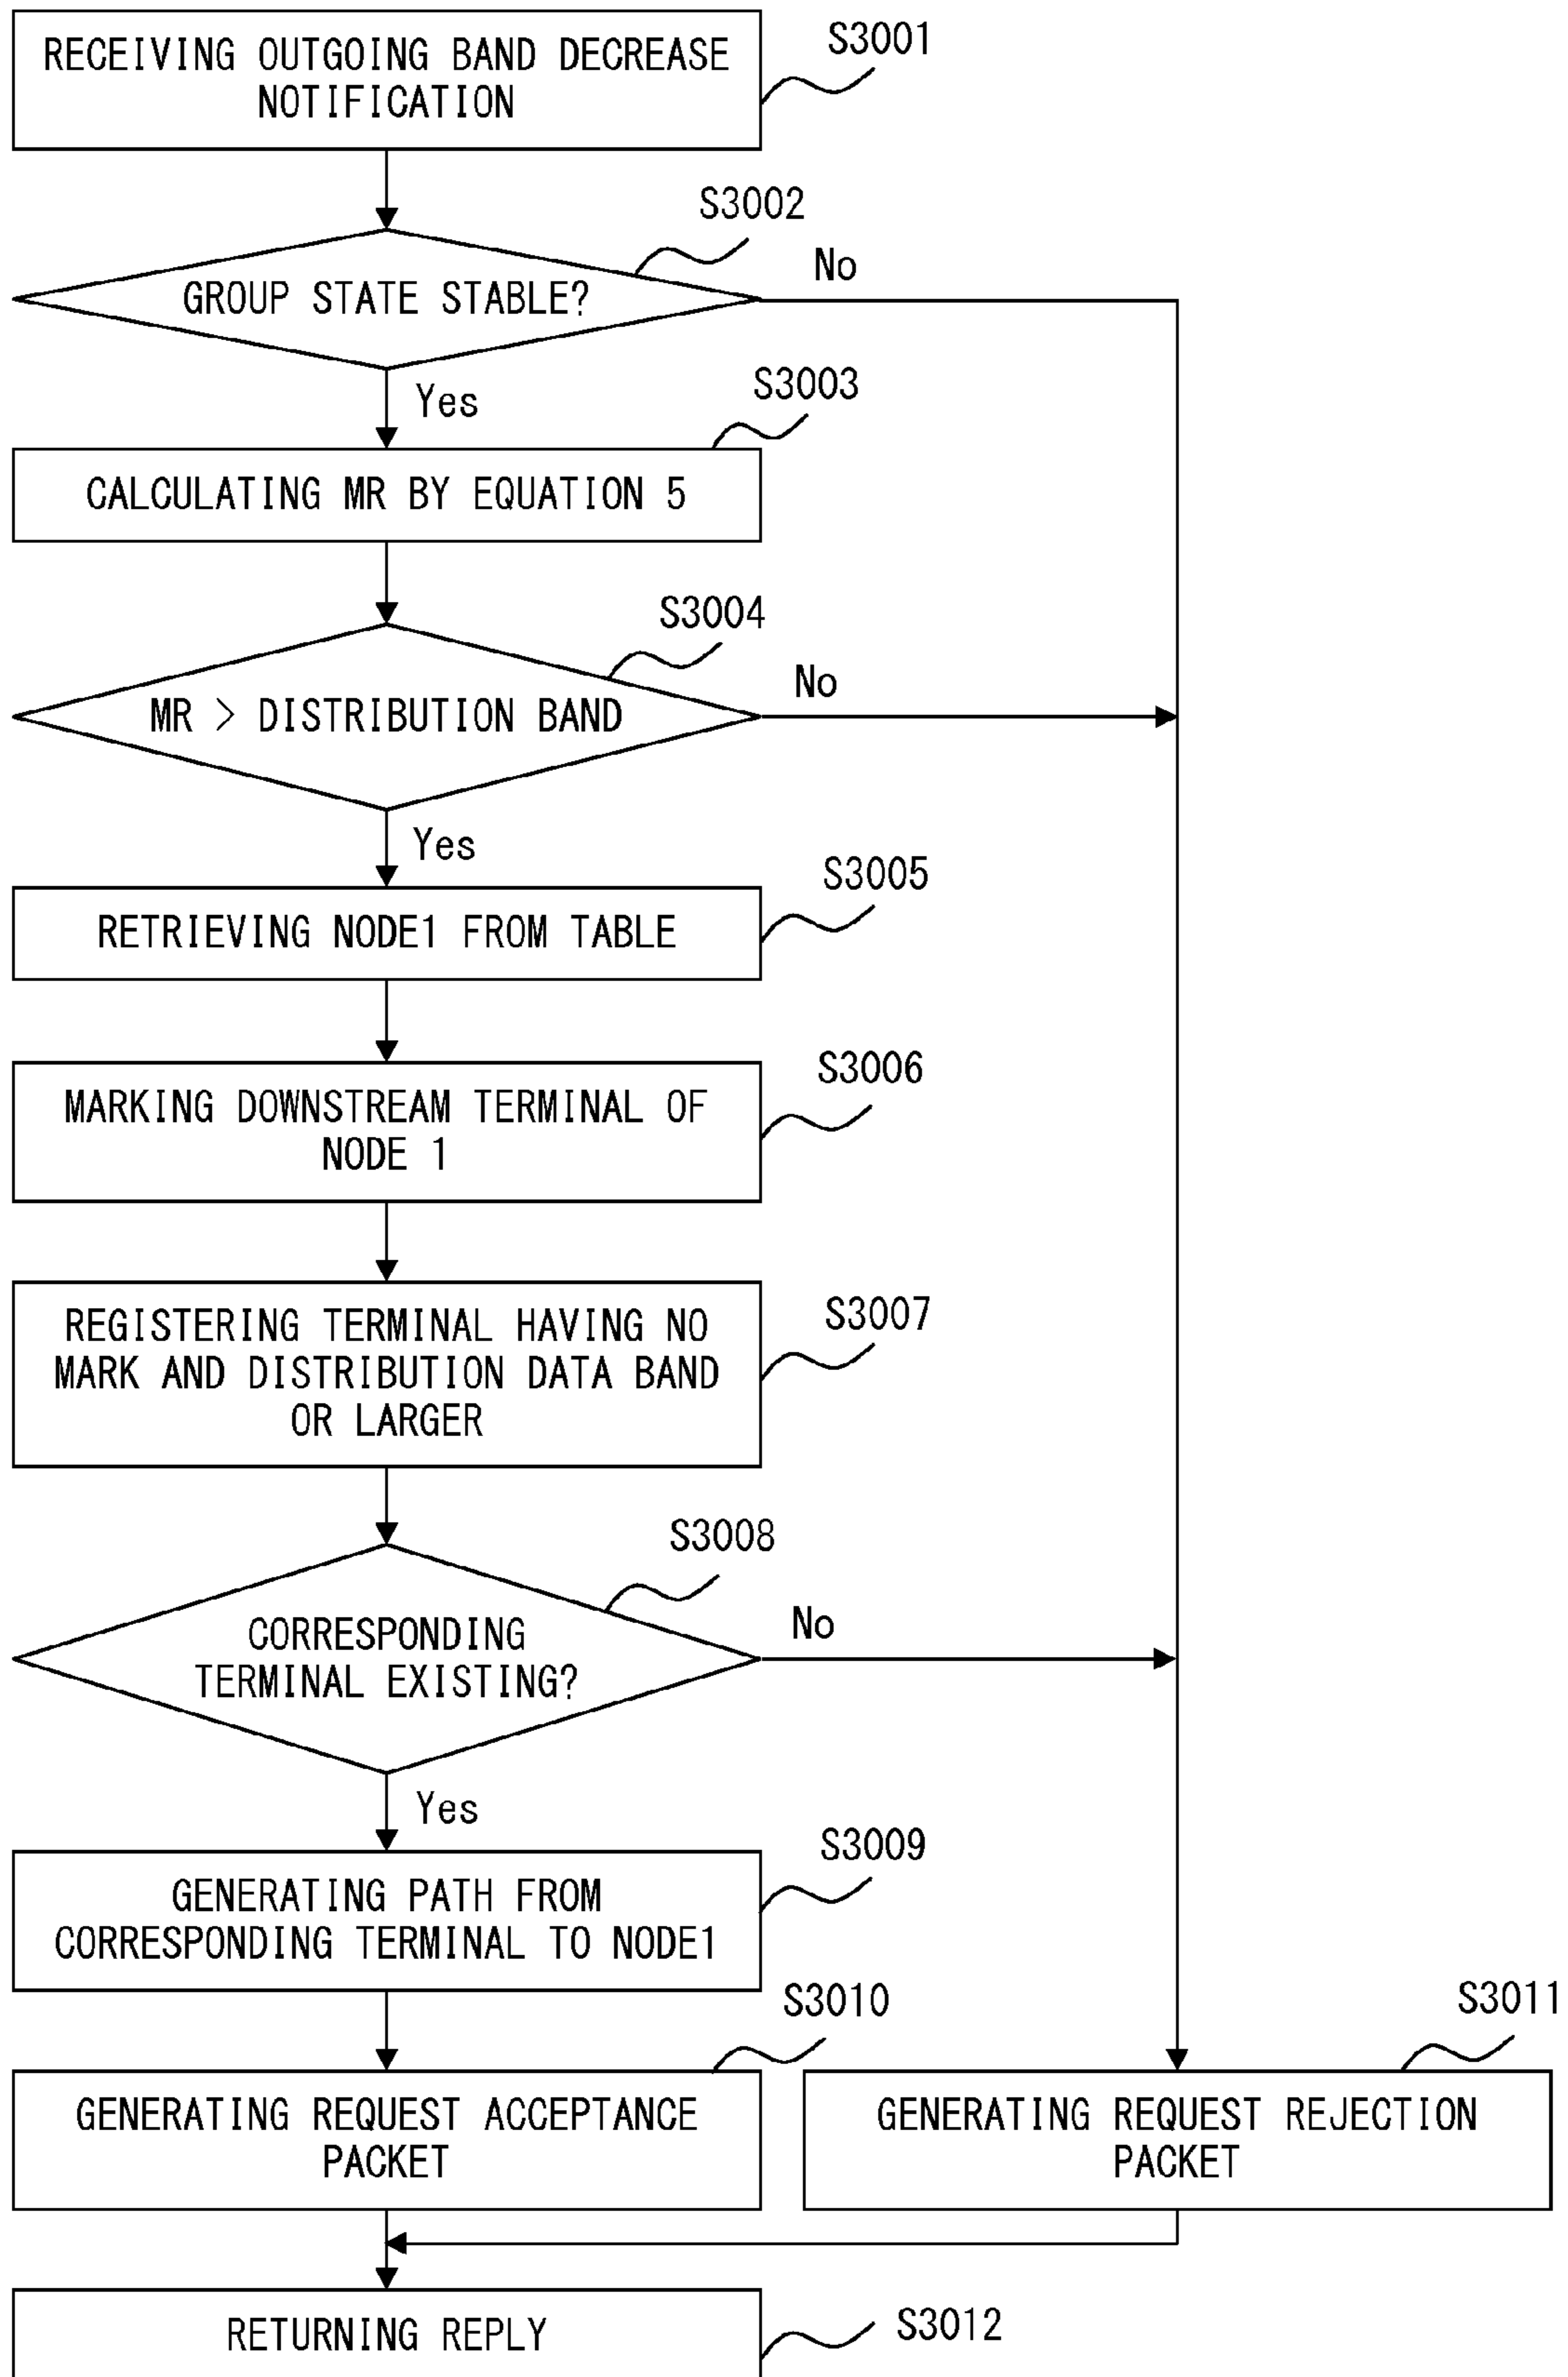 S3001
RECEIVING OUTGOING BAND DECREASE
NOTIFICATION
S3002
No
GROUP STATE STABLE?
Yes
S3003
CALCULATING MR BY EQUATION 5
S3004
No
MR > DISTRIBUTION BAND
Yes
S3005
RETRIEVING NODE1 FROM TABLE
S3006
MARKING DOWNSTREAM TERMINAL OF
NODE 1
S3007
REGISTERING TERMINAL HAVING NO
MARK AND DISTRIBUTION DATA BAND
OR LARGER
S3008
No
CORRESPONDING
TERMINAL EXISTING?
Yes
S3009
GENERATING PATH FROM
CORRESPONDING TERMINAL TO NODE1
S3010
S3011
GENERATING REQUEST ACCEPTANCE
PACKET
GENERATING REQUEST REJECTION
PACKET
RETURNING REPLY
S3012